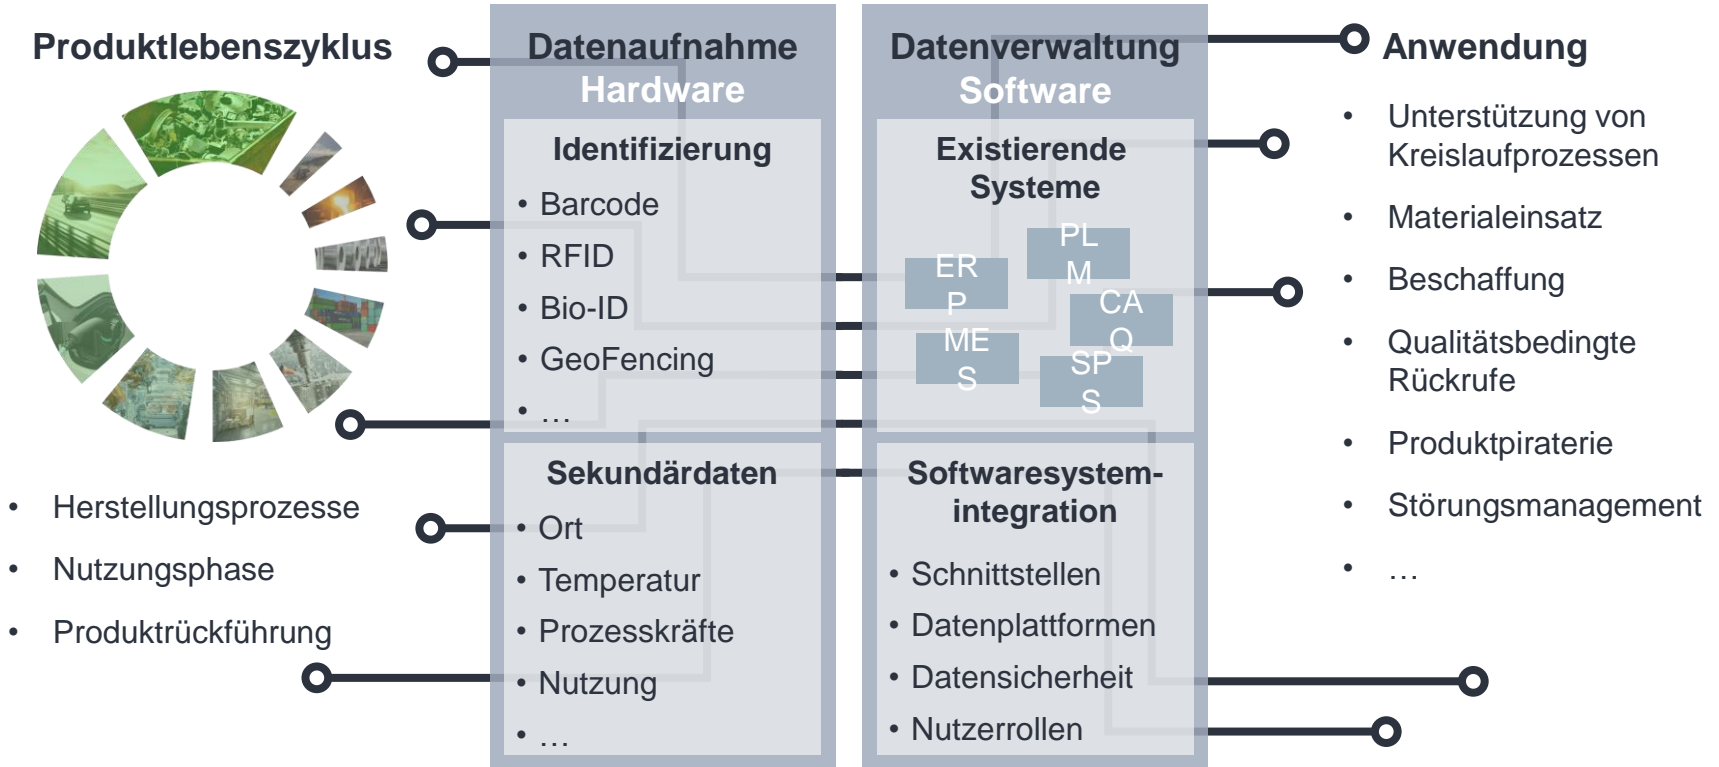 Produktlebenszyklus
• Herstellungsprozesse
• Nutzungsphase
• Produktrückführung
Datenaufnahme
Hardware
Identifizierung
• Barcode
• RFID
• Bio-ID
• GeoFencing
• …
Sekundärdaten
• Ort
• Temperatur
• Prozesskräfte
• Nutzung
• …
Datenverwaltung
Software
Existierende
Systeme
ER
P
PL
M
CA
Q
ME
S
SP
S
Softwaresystem-
integration
• Schnittstellen
• Datenplattformen
• Datensicherheit
• Nutzerrollen
Anwendung
• Unterstützung von
Kreislaufprozessen
• Materialeinsatz
• Beschaffung
• Qualitätsbedingte
Rückrufe
• Produktpiraterie
• Störungsmanagement
• …